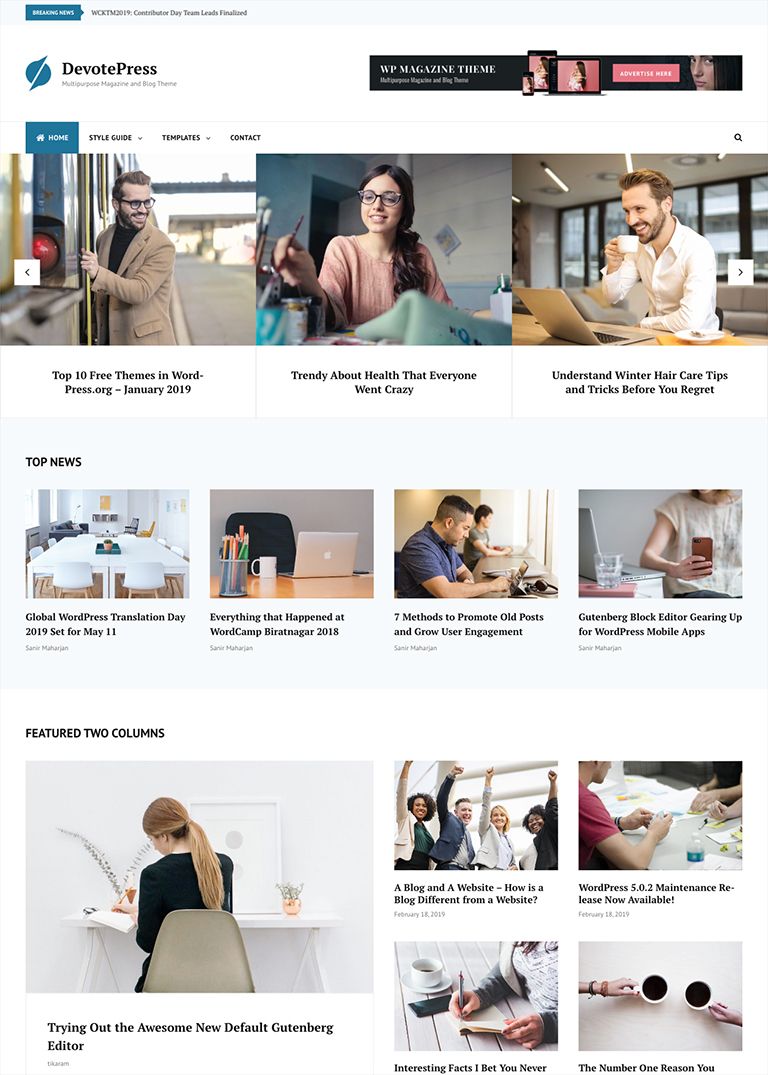 BREAKING NEWS
WCKTM2019: Contributor Day Team Leads Finalized
DevotePress
Multipurpose Magazine and Blog Theme
WP MAGAZINE THEME
Multipurpose Magazine and Blog Theme
ADVERTISE HERE
HOME
STYLE GUIDE
TEMPLATES
CONTACT
Top 10 Free Themes in Word-
Press.org – January 2019
Trendy About Health That Everyone
Went Crazy
Understand Winter Hair Care Tips
and Tricks Before You Regret
TOP NEWS
Global WordPress Translation Day
2019 Set for May 11
Sanir Maharjan
Everything that Happened at
WordCamp Biratnagar 2018
Sanir Maharjan
7 Methods to Promote Old Posts
and Grow User Engagement
Sanir Maharjan
Gutenberg Block Editor Gearing Up
for WordPress Mobile Apps
Sanir Maharjan
FEATURED TWO COLUMNS
Trying Out the Awesome New Default Gutenberg
Editor
tikaram
A Blog and A Website – How is a
Blog Different from a Website?
February 18, 2019
WordPress 5.0.2 Maintenance Re-
lease Now Available!
February 18, 2019
Interesting Facts I Bet You Never
The Number One Reason You